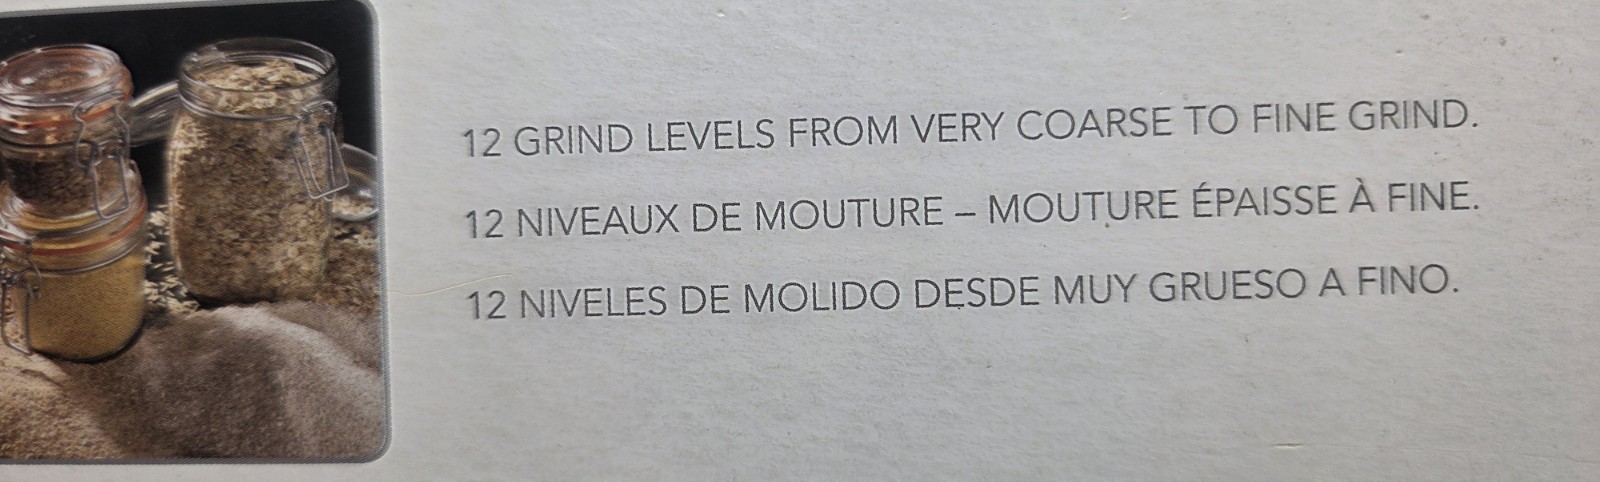 12 GRIND LEVELS FROM VERY COARSE TO FINE GRIND.
12 NIVEAUX DE MOUTURE – MOUTURE ÉPAISSE À FINE.
12 NIVELES DE MOLIDO DESDE MUY GRUESO A FINO.